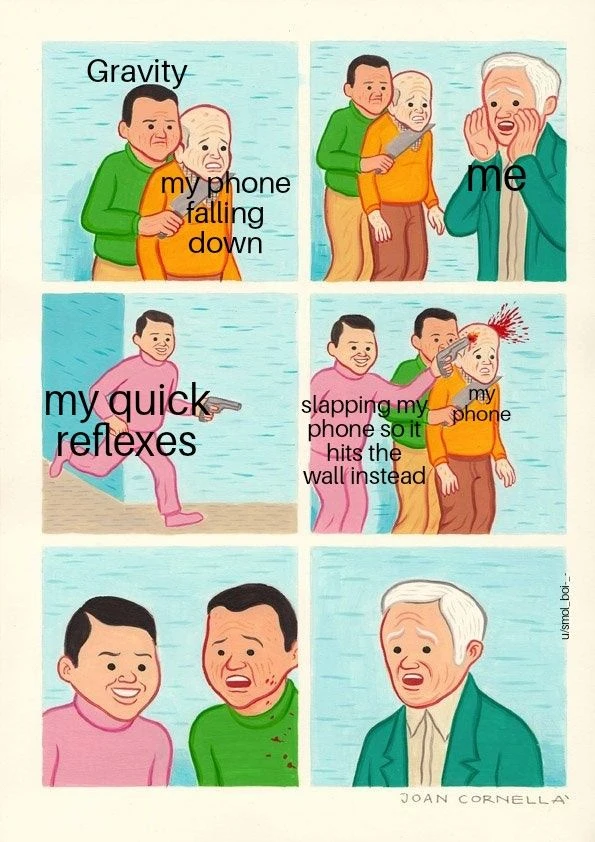 Gravity
my phone
falling
down
me
my quick
reflexes
slapping my
phone so it
hits the
wall instead
my
phone
u/smol_boi-_-
JOAN CORNELLA'